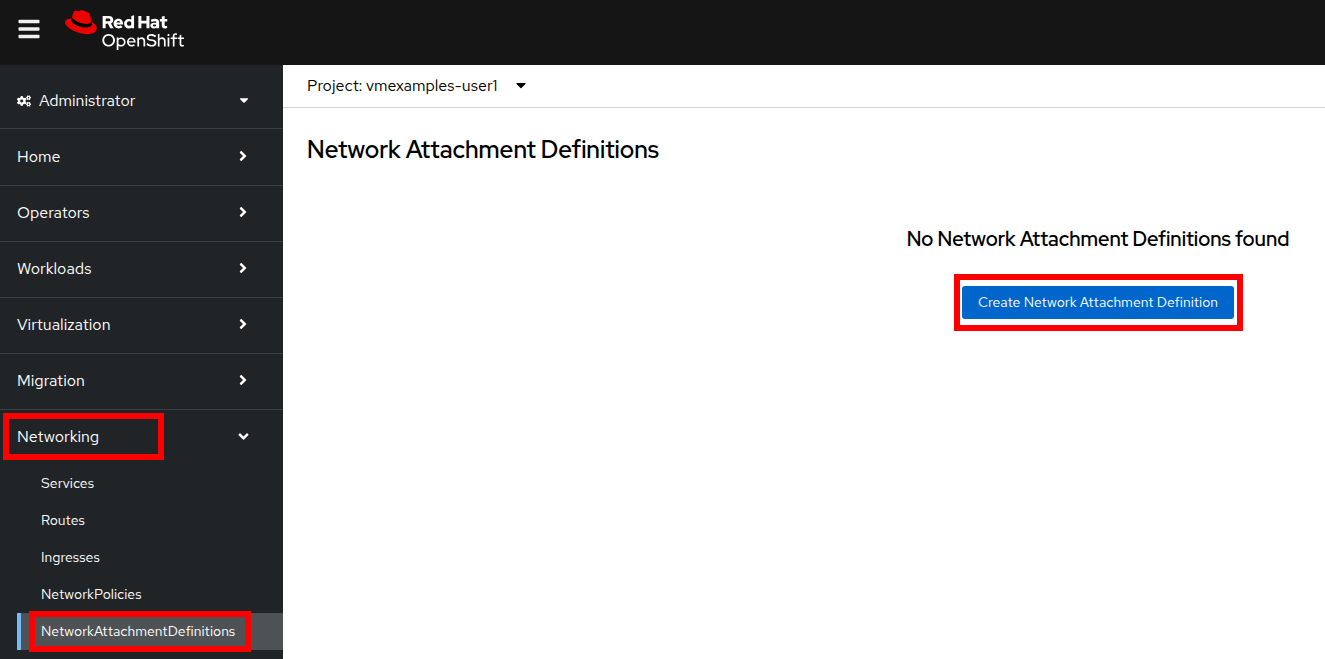 Red Hat
OpenShift
Administrator
Home
Operators
Workloads
Virtualization
Migration
Networking
Services
Routes
Ingresses
NetworkPolicies
NetworkAttachmentDefinitions
Project: vmexamples-user1
Network Attachment Definitions
No Network Attachment Definitions found
Create Network Attachment Definition